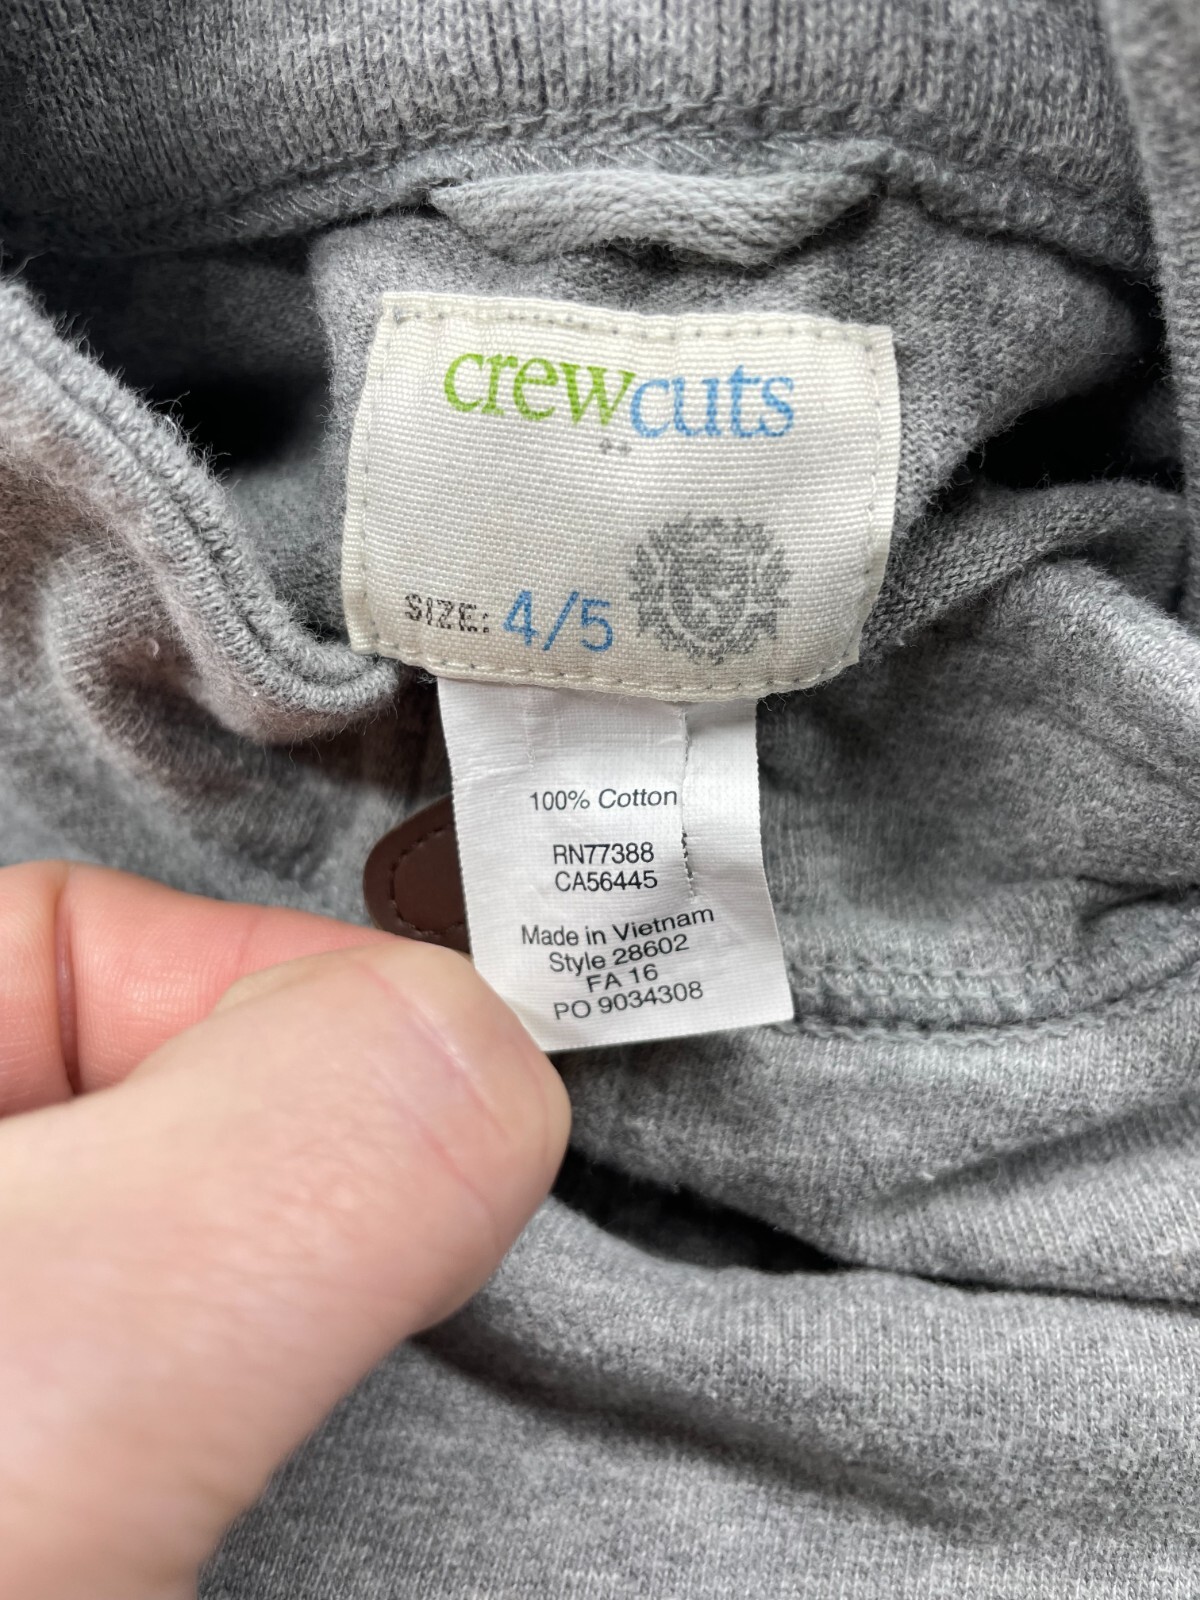 crewcuts
SIZE: 4/5
100% Cotton
RN77388
CA56445
Made in Vietnam
Style 28602
FA 16
PO 9034308